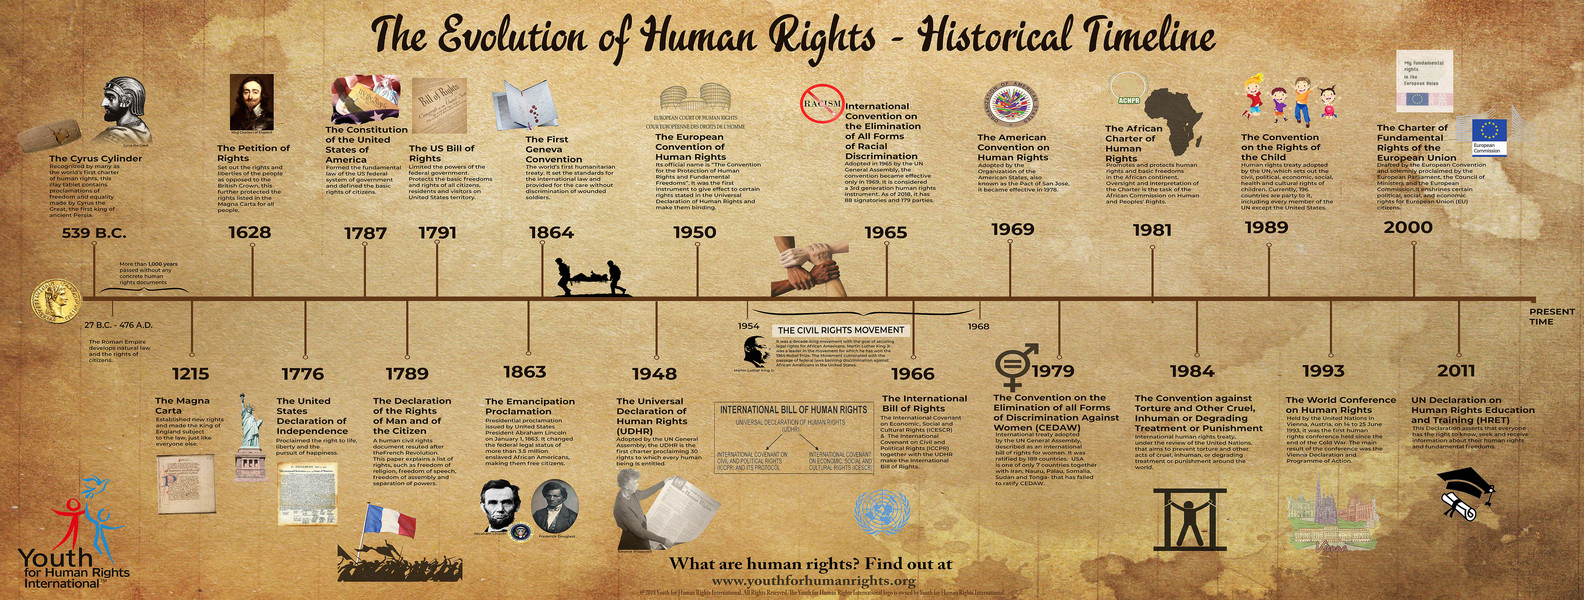 The Evolution of Human Rights - Historical Timeline
The Cyrus Cylinder
Recognized by many as
the world's first charter
of human rights, this
clay tablet contains
proclamations of
freedom and equality
made by Cyrus the
Great, the first king of
ancient Persia.
539 B.C.
King Charles I of England
The Petition of
Rights
Set out the rights and
liberties of the people
as opposed to the
British Crown, this
further protected the
rights listed in the
Magna Carta for all
people.
1628
The Constitution
of the United
States of
America
Formed the fundamental
law of the US federal
system of government
and defined the basic
rights of citizens.
1787
Bill of Rights
The US Bill of
Rights
Limited the powers of the
federal government.
Protects the basic freedoms
and rights of all citizens,
residents and visitors on
United States territory.
1791
The First
Geneva
Convention
The world's first humanitarian
treaty. It set the standards for
the international law and
provided for the care without
discrimination of wounded
soldiers.
1864
EUROPEAN COURT OF HUMAN RIGHTS
COUR EUROPÉENNE DES DROITS DE L'HOMME
The European
Convention of
Human Rights
Its official name is "The Convention
for the Protection of Human
Rights and Fundamental
Freedoms". It was the first
instrument to give effect to certain
rights stated in the Universal
Declaration of Human Rights and
make them binding.
1950
RACISM
International
Convention on
the Elimination
of All Forms
of Racial
Discrimination
Adopted in 1965 by the UN
General Assembly, the
convention became effective
only in 1969. It is considered
a 3rd generation human rights
instrument. As of 2018, it has
88 signatories and 179 parties.
1965
The American
Convention on
Human Rights
Adopted by the
Organization of the
American States, also
known as the Pact of San Jose,
it became effective in 1978.
1969
ACHPR
The African
Charter of
Human
Rights
Promotes and protects human
rights and basic freedoms
in the African continent.
Oversight and interpretation of
the Charter is the task of the
Commission on Human
and Peoples' Rights.
1981
The Convention
on the Rights of
the Child
Human rights treaty adopted
by the UN, which sets out the
civil, political, economic, social,
health and cultural rights of
children. Currently, 196
countries are party to it,
including every member of the
UN except the United States.
1989
My fundamental
rights
in the
European Union
European
Commission
The Charter of
Fundamental
Rights of the
European Union
Drafted by the European Convention
and solemnly proclaimed by the
European Parliament, the Council of
Ministers and the European
Commission. It enshrines certain
political, social and economic
rights for European Union (EU)
citizens.
2000
More than 1,000 years
passed without any
concrete human
rights documents
27 B.C. - 476 A.D.
The Roman Empire
develops natural law
and the rights of
citizens.
PRESENT
TIME
1954
THE CIVIL RIGHTS MOVEMENT
1968
It was a decade-long movement with the goal of securing
legal rights for African Americans. Martin Luther King Jr.
was a leader in the movement for which he has won the
1964 Nobel Prize. The Movement culminated with the
passage of federal laws banning discrimination against
African Americans in the United States.
Martin Luther King Jr.
1215
The Magna
Carta
Established new rights
and made the King of
England subject
to the law, just like
everyone else.
1776
The United
States
Declaration of
Independence
Proclaimed the right to life,
liberty and the
pursuit of happiness.
1789
The Declaration
of the Rights
of Man and of
the Citizen
A human civil rights
document resulted after
theFrench Revolution.
This paper explains a list of
rights, such as freedom of
religion, freedom of speech,
freedom of assembly and
separation of powers.
1863
The Emancipation
Proclamation
Presidential proclamation
issued by United States
President Abraham Lincoln
on January 1, 1863. It changed
the federal legal status of
more than 3.5 million
enslaved African Americans,
making them free citizens.
Abraham Lincoln
Frederick Douglass
1948
The Universal
Declaration of
Human Rights
(UDHR)
Adopted by the UN General
Assembly, the UDHR is the
first charter proclaiming 30
rights to which every human
being is entitled.
Eleanor Roosevelt
INTERNATIONAL BILL OF HUMAN RIGHTS
UNIVERSAL DECLARATION OF HUMAN RIGHTS
(UDHR)
INTERNATIONAL COVENANT ON
CIVIL AND POLITICAL RIGHTS
(ICCPR) AND ITS PROTOCOL
INTERNATIONAL COVENANT ON
ECONOMIC, SOCIAL AND
CULTURAL RIGHTS (ICESCR)
1966
The International
Bill of Rights
The International Covenant
on Economic, Social and
Cultural Rights (ICESCR)
& The International
Covenant on Civil and
Political Rights (ICCPR)
together with the UDHR
make the International
Bill of Rights.
1979
The Convention on the
Elimination of all Forms
of Discrimination Against
Women (CEDAW)
International treaty adopted
by the UN General Assembly,
described as an international
bill of rights for women. It was
ratified by 189 countries. USA
is one of only 7 countries together
with Iran, Nauru, Palau, Somalia,
Sudan and Tonga- that has failed
to ratify CEDAW.
1984
The Convention against
Torture and Other Cruel,
Inhuman or Degrading
Treatment or Punishment
International human rights treaty,
under the review of the United Nations,
that aims to prevent torture and other
acts of cruel, inhuman, or degrading
treatment or punishment around the
world.
1993
The World Conference
on Human Rights
Held by the United Nations in
Vienna, Austria, on 14 to 25 June
1993, it was the first human
rights conference held since the
end of the Cold War. The main
result of the conference was the
Vienna Declaration and
Programme of Action.
Vienna
2011
UN Declaration on
Human Rights Education
and Training (HRET)
This Declaration asserts that everyone
has the right to know, seek and receive
information about their human rights
and fundamental freedoms.
Youth
for Human Rights
International™
What are human rights? Find out at
www.youthforhumanrights.org